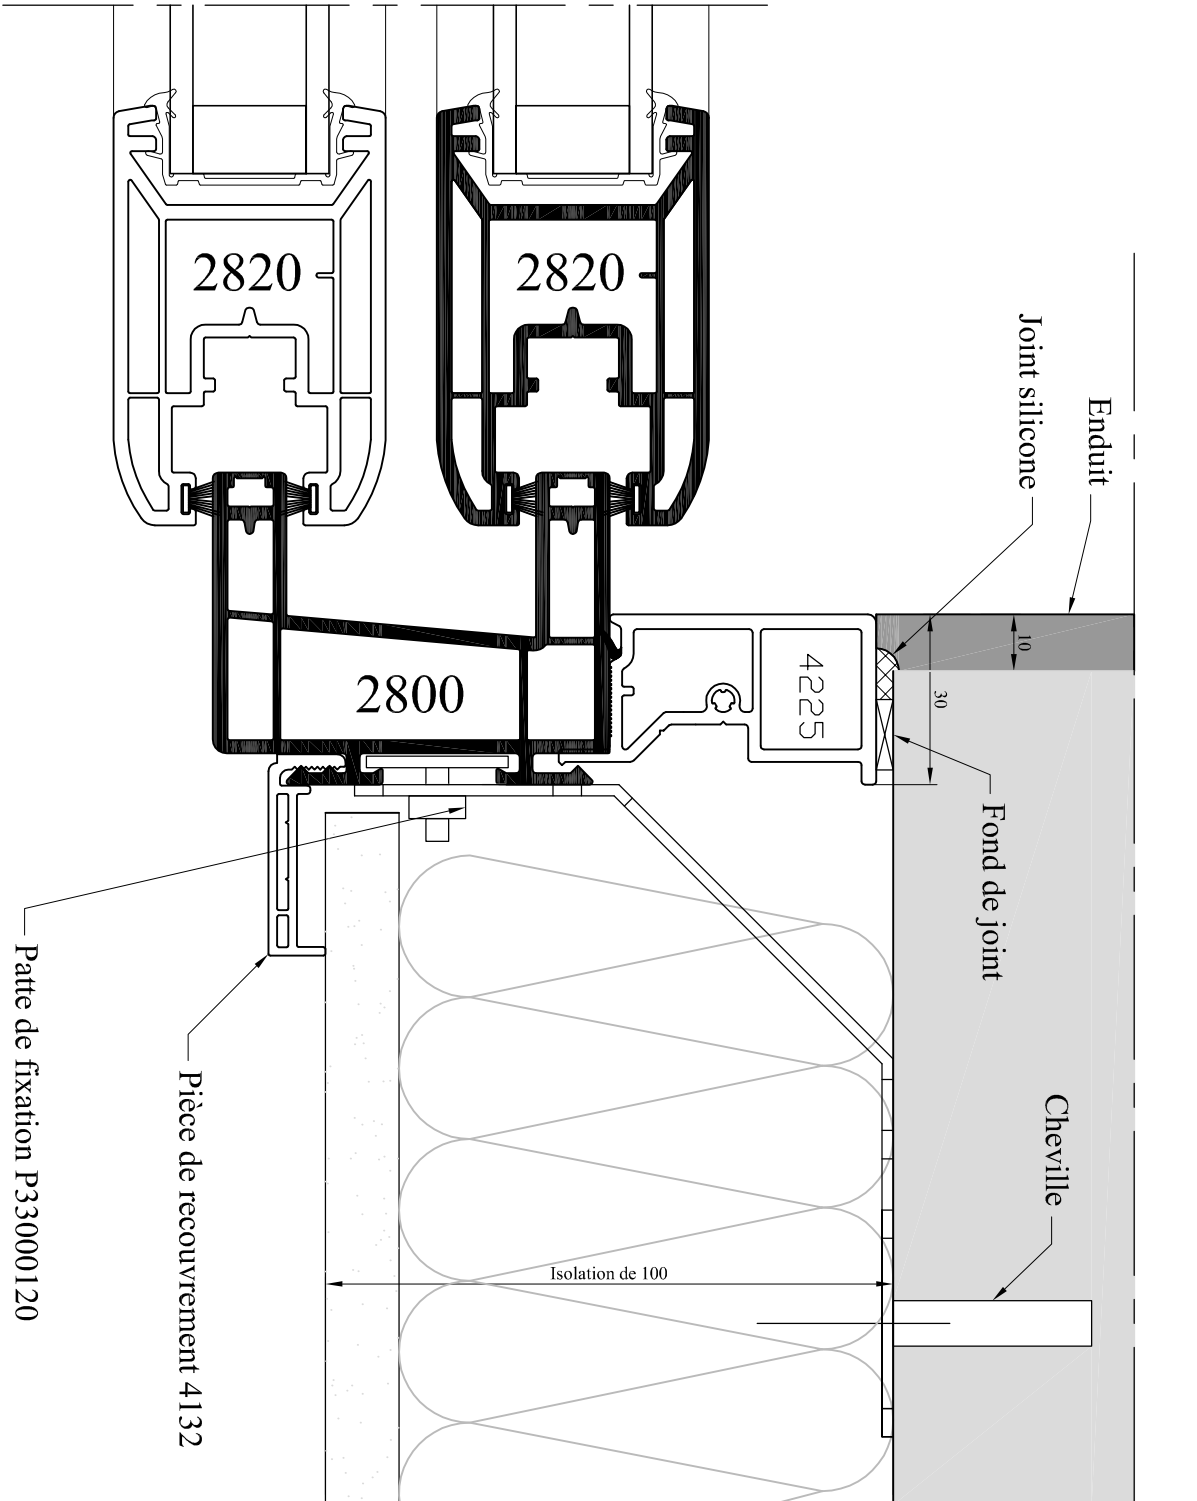 2820
2820
Joint silicone
Enduit
10
30
4225
2800
Fond de joint
Cheville
Isolation de 100
Pièce de recouvrement 4132
Patte de fixation P33000120